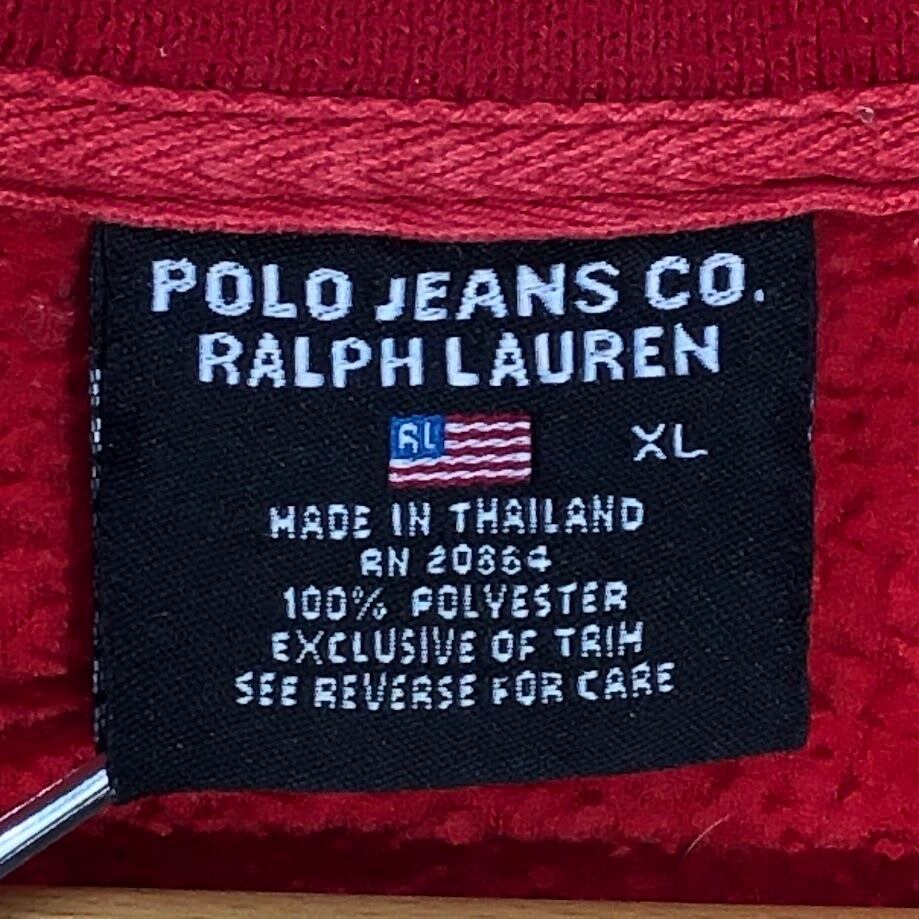 POLO JEANS CO.
RALPH LAUREN
RL
XL
MADE IN THAILAND
RN 20864
100% POLYESTER
EXCLUSIVE OF TRIM
SEE REVERSE FOR CARE